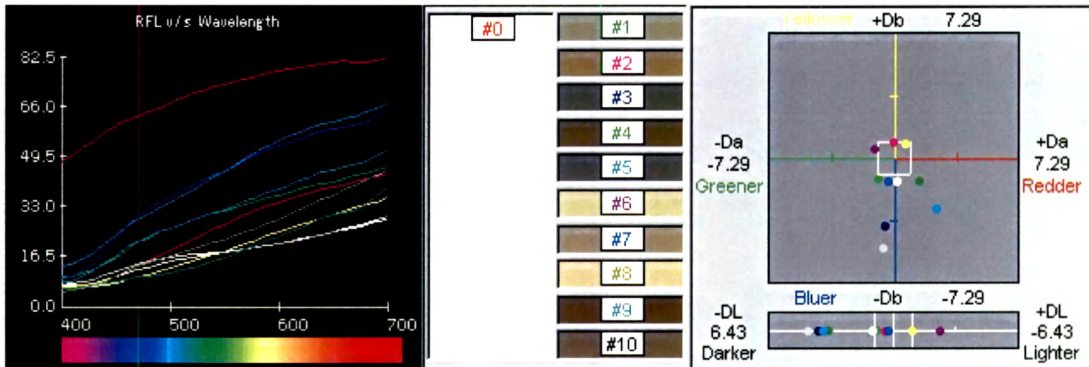 RFL v/s Wavelength
82.5
66.0
49.5
33.0
16.5
0.0
400 500 600 700
#0
#1
#2
#3
#4
#5
#6
#7
#8
#9
#10
Yellower +Db 7.29
-Da
-7.29
Greener
+Da
7.29
Redder
Bluer -Db -7.29
-DL
6.43
Darker
+DL
-6.43
Lighter